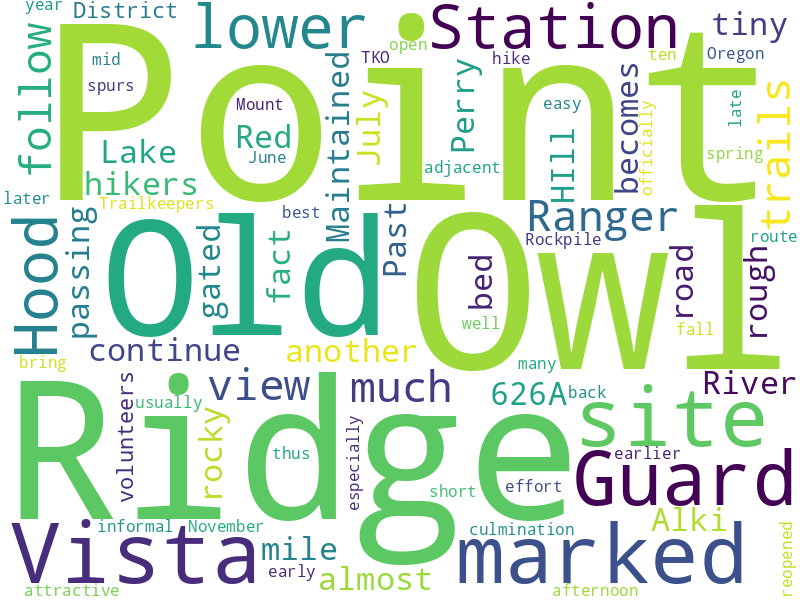 year
District
lower
Station
tiny
follow
mid
spurs
Point
TKO
open
hike
ten
Oregon
Mount
Red
June
Lake
hikers
Trailkeepers
later
Maintained
July
Perry
adjacent
easy
HIll
becomes
officially
late
spring
trails
Hood
passing
Old
gated
fact
best
Past
Owl
Ranger
Rockpile
bed
well
road
fall
rough
route
bring
continue
another
many
Ridge
volunteers
usually
view
much
626A
back
River
rocky
thus
especially
short
site
earlier
effort
Guard
Vista
informal
November
mile
early
almost
attractive
culmination
marked
Alki
afternoon
reopened